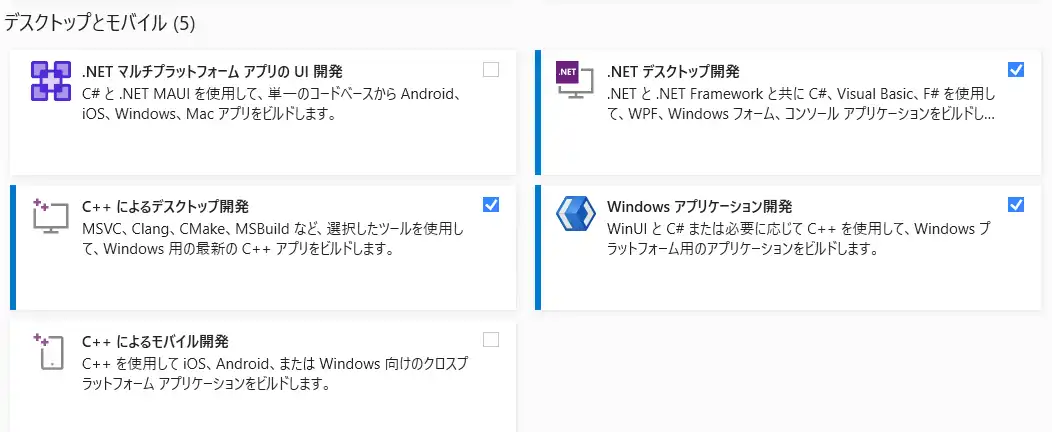 デスクトップとモバイル (5)
.NET マルチプラットフォーム アプリの UI 開発
C# と .NET MAUI を使用して、単一のコードベースから Android、
iOS、Windows、Mac アプリをビルドします。
.NET
.NET デスクトップ開発
.NET と .NET Framework と共に C#、Visual Basic、F# を使用し
て、WPF、Windows フォーム、コンソール アプリケーションをビルドし...
C++ によるデスクトップ開発
MSVC、Clang、CMake、MSBuild など、選択したツールを使用し
て、Windows 用の最新の C++ アプリをビルドします。
Windows アプリケーション開発
WinUI と C# または必要に応じて C++ を使用して、Windows プ
ラットフォーム用のアプリケーションをビルドします。
C++ によるモバイル開発
C++ を使用して iOS、Android、または Windows 向けのクロスプ
ラットフォーム アプリケーションをビルドします。